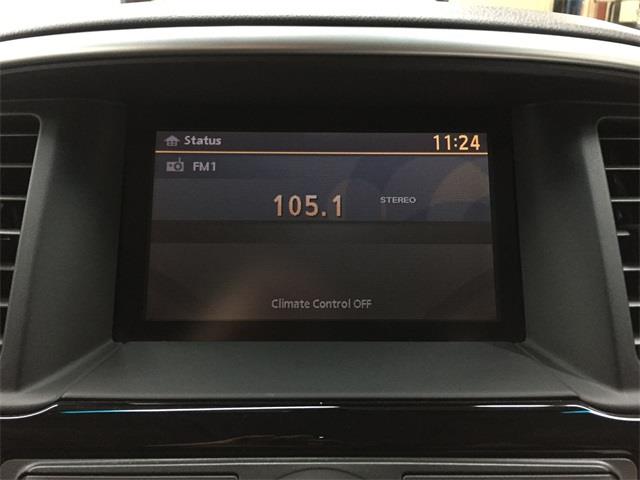 Status 11:24
FM1
105.1 STEREO
Climate Control OFF